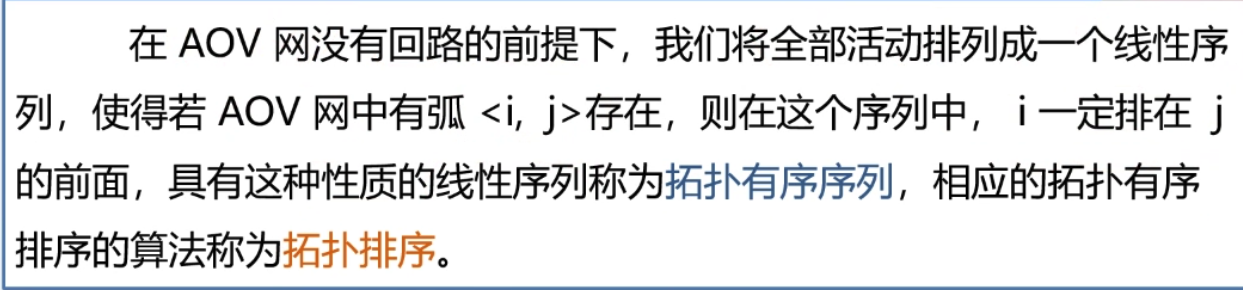 在 AOV 网没有回路的前提下，我们将全部活动排列成一个线性序
列，使得若 AOV 网中有弧 <i, j>存在，则在这个序列中， i 一定排在 j
的前面，具有这种性质的线性序列称为拓扑有序序列，相应的拓扑有序
排序的算法称为拓扑排序。